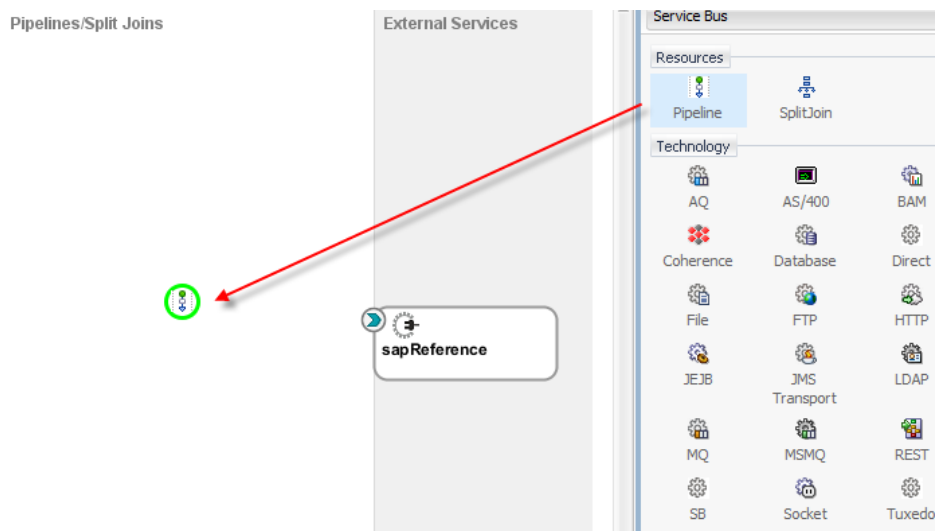 Pipelines/Split Joins
External Services
sapReference
Service Bus
Resources
Pipeline SplitJoin
Technology
AQ AS/400 BAM
Coherence Database Direct
File FTP HTTP
JEJB JMS Transport LDAP
MQ MSMQ REST
SB Socket Tuxedo